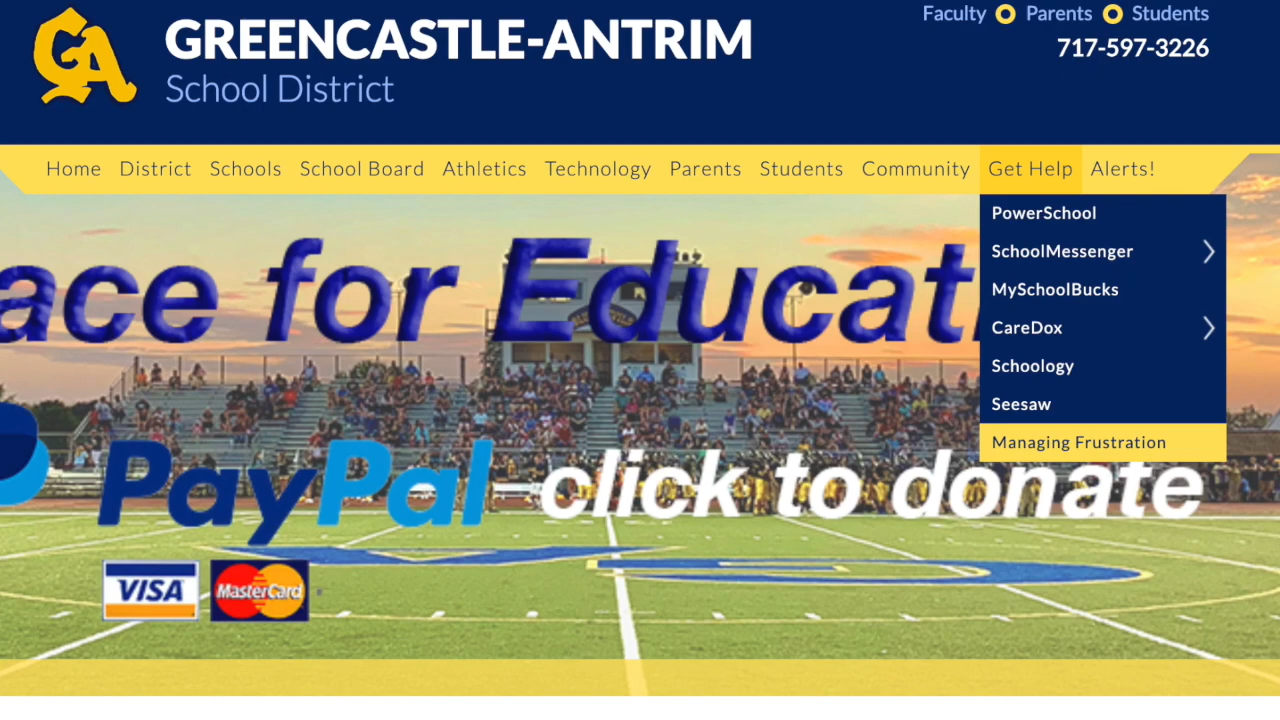 GA
GREENCASTLE-ANTRIM
School District
Faculty Parents Students
717-597-3226
Home District Schools School Board Athletics Technology Parents Students Community Get Help Alerts!
PowerSchool
SchoolMessenger
MySchoolBucks
CareDox
Schoology
Seesaw
Managing Frustration
ace for Educati
PayPal click to donate
VISA MasterCard